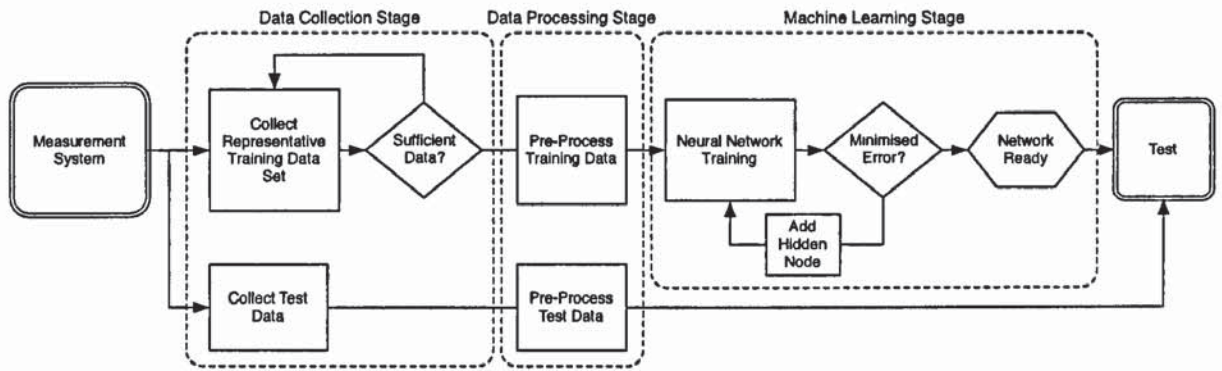 Data Collection Stage
Data Processing Stage
Machine Learning Stage
Measurement
System
Collect
Representative
Training Data
Set
Sufficient
Data?
Pre-Process
Training Data
Neural Network
Training
Minimised
Error?
Network
Ready
Test
Add
Hidden
Node
Collect Test
Data
Pre-Process
Test Data